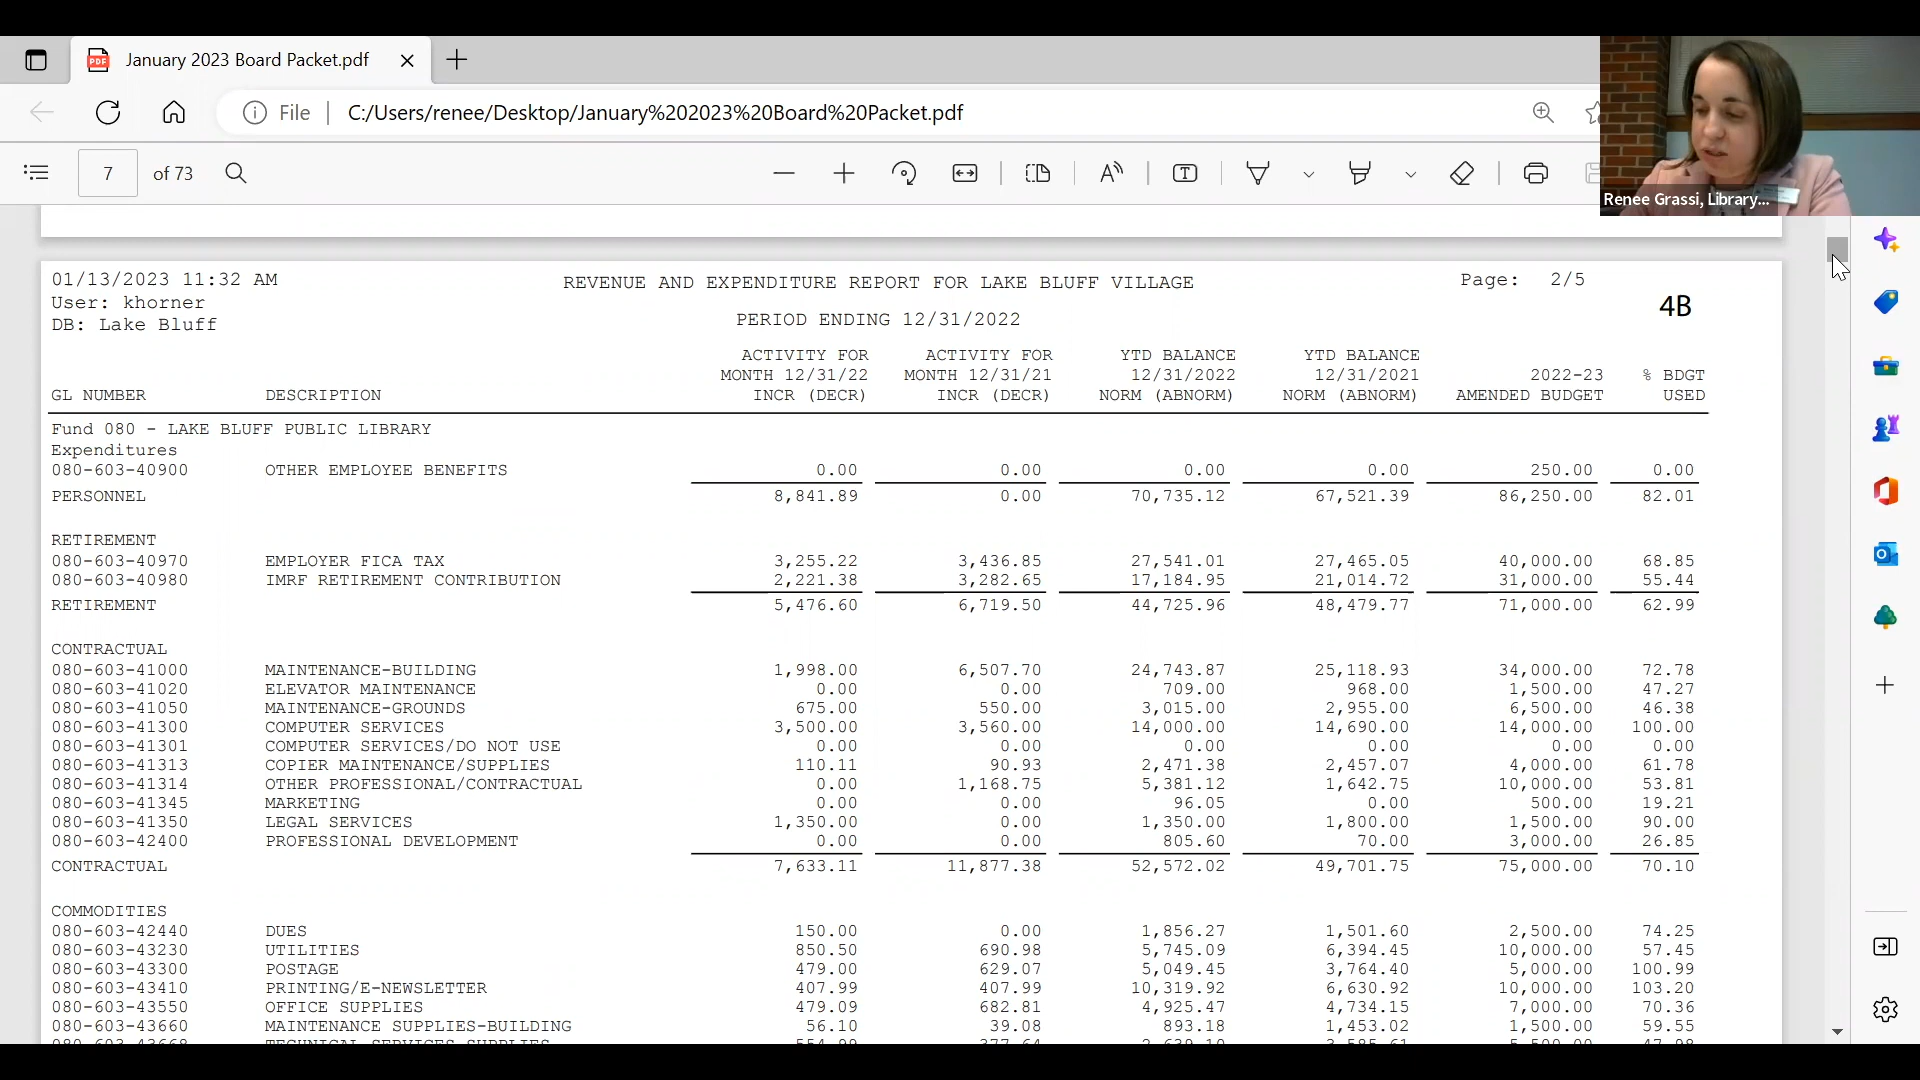 January 2023 Board Packet.pdf
File | C:/Users/renee/Desktop/January%202023%20Board%20Packet.pdf
7 of 73
Renee Grassi, Library...
01/13/2023 11:32 AM REVENUE AND EXPENDITURE REPORT FOR LAKE BLUFF VILLAGE Page: 2/5
User: khorner 4B
DB: Lake Bluff
PERIOD ENDING 12/31/2022
ACTIVITY FOR ACTIVITY FOR YTD BALANCE YTD BALANCE
MONTH 12/31/22 MONTH 12/31/21 12/31/2022 12/31/2021 2022-23 % BDGT
GL NUMBER DESCRIPTION INCR (DECR) INCR (DECR) NORM (ABNORM) NORM (ABNORM) AMENDED BUDGET USED
Fund 080 - LAKE BLUFF PUBLIC LIBRARY
Expenditures
080-603-40900 OTHER EMPLOYEE BENEFITS 0.00 0.00 0.00 0.00 250.00 0.00
PERSONNEL 8,841.89 0.00 70,735.12 67,521.39 86,250.00 82.01
RETIREMENT
080-603-40970 EMPLOYER FICA TAX 3,255.22 3,436.85 27,541.01 27,465.05 40,000.00 68.85
080-603-40980 IMRF RETIREMENT CONTRIBUTION 2,221.38 3,282.65 17,184.95 21,014.72 31,000.00 55.44
RETIREMENT 5,476.60 6,719.50 44,725.96 48,479.77 71,000.00 62.99
CONTRACTUAL
080-603-41000 MAINTENANCE-BUILDING 1,998.00 6,507.70 24,743.87 25,118.93 34,000.00 72.78
080-603-41020 ELEVATOR MAINTENANCE 0.00 0.00 709.00 968.00 1,500.00 47.27
080-603-41050 MAINTENANCE-GROUNDS 675.00 550.00 3,015.00 2,955.00 6,500.00 46.38
080-603-41300 COMPUTER SERVICES 3,500.00 3,560.00 14,000.00 14,690.00 14,000.00 100.00
080-603-41301 COMPUTER SERVICES/DO NOT USE 0.00 0.00 0.00 0.00 0.00 0.00
080-603-41313 COPIER MAINTENANCE/SUPPLIES 110.11 90.93 2,471.38 2,457.07 4,000.00 61.78
080-603-41314 OTHER PROFESSIONAL/CONTRACTUAL 0.00 1,168.75 5,381.12 1,642.75 10,000.00 53.81
080-603-41345 MARKETING 0.00 0.00 96.05 0.00 500.00 19.21
080-603-41350 LEGAL SERVICES 1,350.00 0.00 1,350.00 1,800.00 1,500.00 90.00
080-603-42400 PROFESSIONAL DEVELOPMENT 0.00 0.00 805.60 70.00 3,000.00 26.85
CONTRACTUAL 7,633.11 11,877.38 52,572.02 49,701.75 75,000.00 70.10
COMMODITIES
080-603-42440 DUES 150.00 0.00 1,856.27 1,501.60 2,500.00 74.25
080-603-43230 UTILITIES 850.50 690.98 5,745.09 6,394.45 10,000.00 57.45
080-603-43300 POSTAGE 479.00 629.07 5,049.45 3,764.40 5,000.00 100.99
080-603-43410 PRINTING/E-NEWSLETTER 407.99 407.99 10,319.92 6,630.92 10,000.00 103.20
080-603-43550 OFFICE SUPPLIES 479.09 682.81 4,925.47 4,734.15 7,000.00 70.36
080-603-43660 MAINTENANCE SUPPLIES-BUILDING 56.10 39.08 893.18 1,453.02 1,500.00 59.55